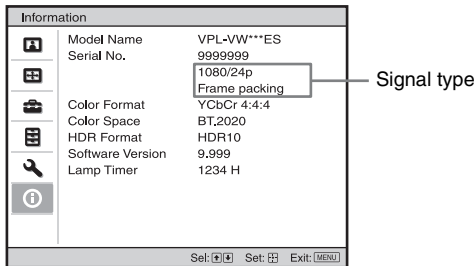 Information
Model Name VPL-VW***ES
Serial No. 9999999
1080/24p
Frame packing
Signal type
Color Format YCbCr 4:4:4
Color Space BT.2020
HDR Format HDR10
Software Version 9.999
Lamp Timer 1234 H
Sel: Set: Exit: MENU